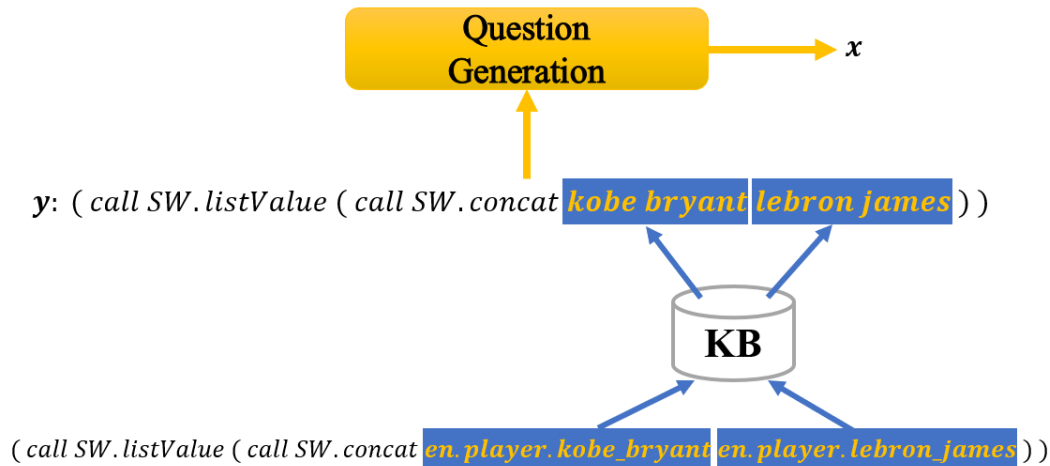 Question
Generation
x
y: ( call SW.listValue ( call SW.concat kobe bryant lebron james ) )
KB
( call SW.listValue ( call SW.concat en.player.kobe_bryant en.player.lebron_james ) )